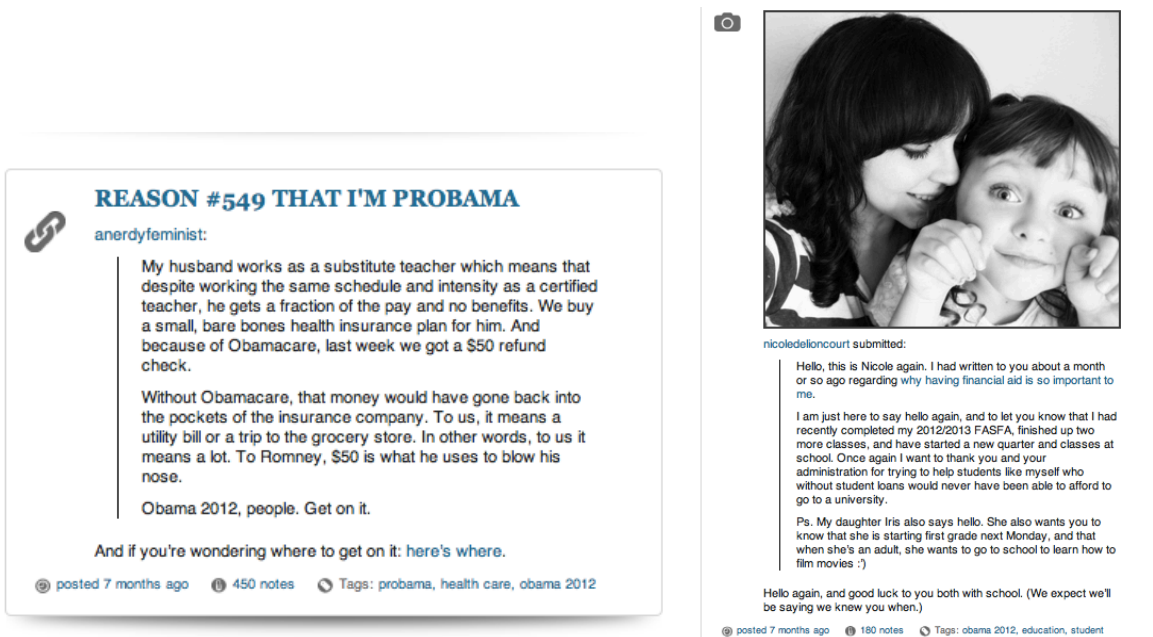 REASON #549 THAT I'M PROBAMA
anerdyfeminist:
My husband works as a substitute teacher which means that
despite working the same schedule and intensity as a certified
teacher, he gets a fraction of the pay and no benefits. We buy
a small, bare bones health insurance plan for him. And
because of Obamacare, last week we got a $50 refund
check.
Without Obamacare, that money would have gone back into
the pockets of the insurance company. To us, it means a
utility bill or a trip to the grocery store. In other words, to us it
means a lot. To Romney, $50 is what he uses to blow his
nose.
Obama 2012, people. Get on it.
And if you're wondering where to get on it: here's where.
posted 7 months ago 450 notes Tags: probama, health care, obama 2012
nicoledelioncourt submitted:
Hello, this is Nicole again. I had written to you about a month
or so ago regarding why having financial aid is so important to
me.
I am just here to say hello again, and to let you know that I had
recently completed my 2012/2013 FASFA, finished up two
more classes, and have started a new quarter and classes at
school. Once again I want to thank you and your
administration for trying to help students like myself who
without student loans would never have been able to afford to
go to a university.
Ps. My daughter Iris also says hello. She also wants you to
know that she is starting first grade next Monday, and that
when she's an adult, she wants to go to school to learn how to
film movies :')
Hello again, and good luck to you both with school. (We expect we'll
be saying we knew you when.)
posted 7 months ago 180 notes Tags: obama 2012, education, student